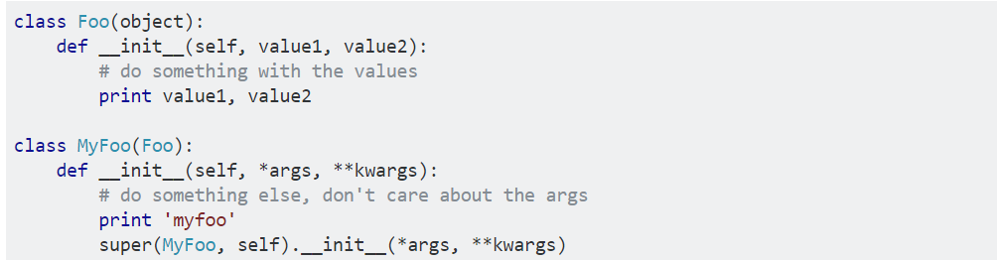 class Foo(object):
    def __init__(self, value1, value2):
        # do something with the values
        print value1, value2

class MyFoo(Foo):
    def __init__(self, *args, **kwargs):
        # do something else, don't care about the args
        print 'myfoo'
        super(MyFoo, self).__init__(*args, **kwargs)